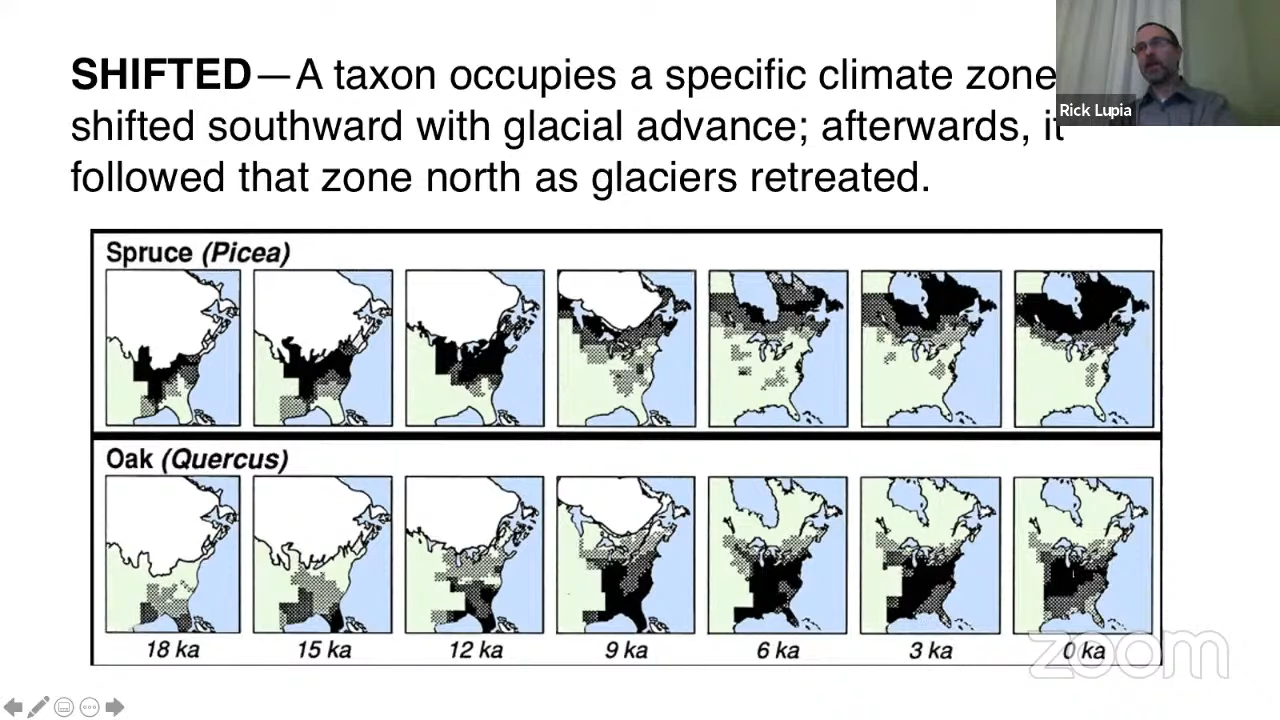 SHIFTED—A taxon occupies a specific climate zone
shifted southward with glacial advance; afterwards, it
followed that zone north as glaciers retreated.
Rick Lupia
Spruce (Picea)
Oak (Quercus)
18 ka
15 ka
12 ka
9 ka
6 ka
3 ka
0 ka
zoom